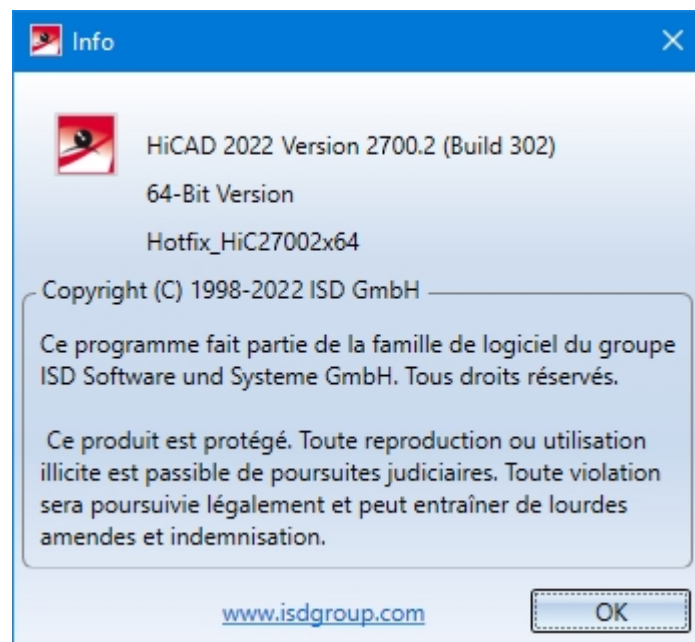 Info
HiCAD 2022 Version 2700.2 (Build 302)
64-Bit Version
Hotfix_HiC27002x64
Copyright (C) 1998-2022 ISD GmbH
Ce programme fait partie de la famille de logiciel du groupe
ISD Software und Systeme GmbH. Tous droits réservés.
Ce produit est protégé. Toute reproduction ou utilisation
illicite est passible de poursuites judiciaires. Toute violation
sera poursuivie légalement et peut entraîner de lourdes
amendes et indemnisation.
www.isdgroup.com
OK